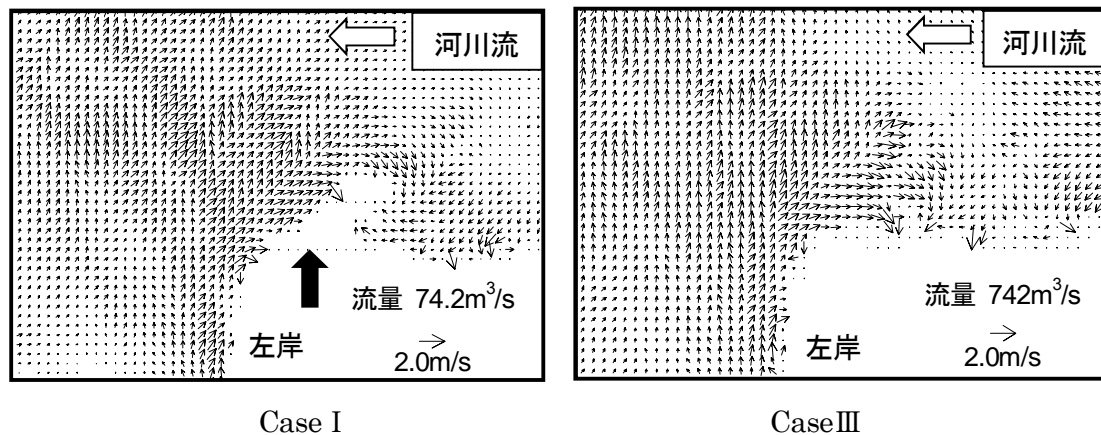 河川流
流量 74.2m³/s
左岸
2.0m/s
Case I
河川流
流量 742m³/s
左岸
2.0m/s
CaseⅢ